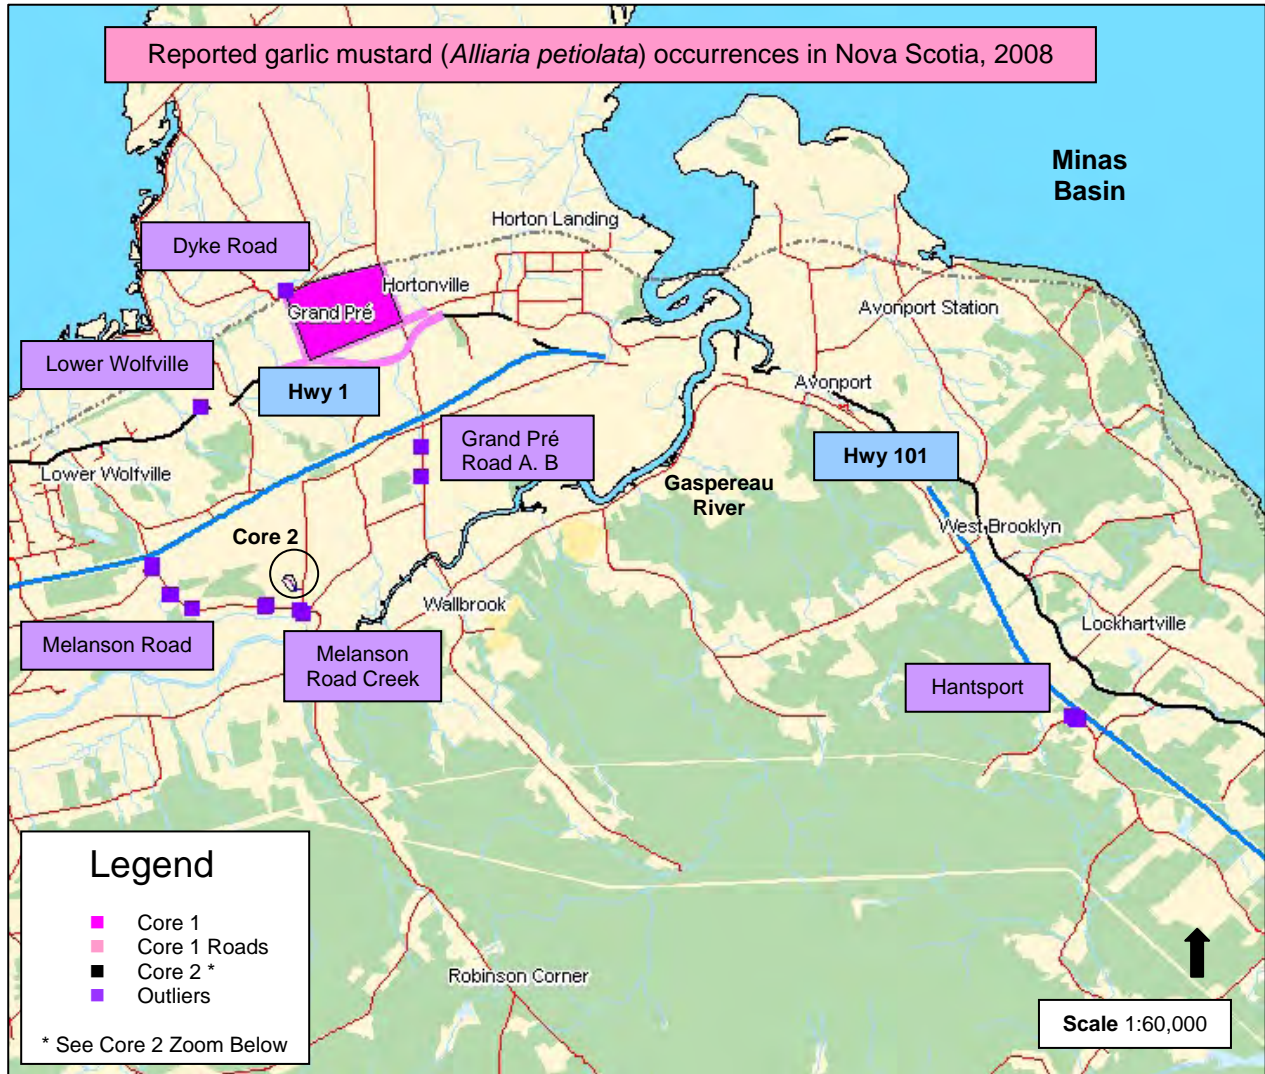 Reported garlic mustard (Alliaria petiolata) occurrences in Nova Scotia, 2008
Minas
Basin
Horton Landing
Dyke Road
Hortonville
Grand Pré
Avonport Station
Lower Wolfville
Hwy 1
Avonport
Grand Pré
Road A. B
Hwy 101
Lower Wolfville
Gaspereau
River
Core 2
West Brooklyn
Wallbrook
Lockhartville
Melanson Road
Melanson
Road Creek
Hantsport
Legend
Core 1
Core 1 Roads
Core 2 *
Outliers
* See Core 2 Zoom Below
Robinson Corner
Scale 1:60,000